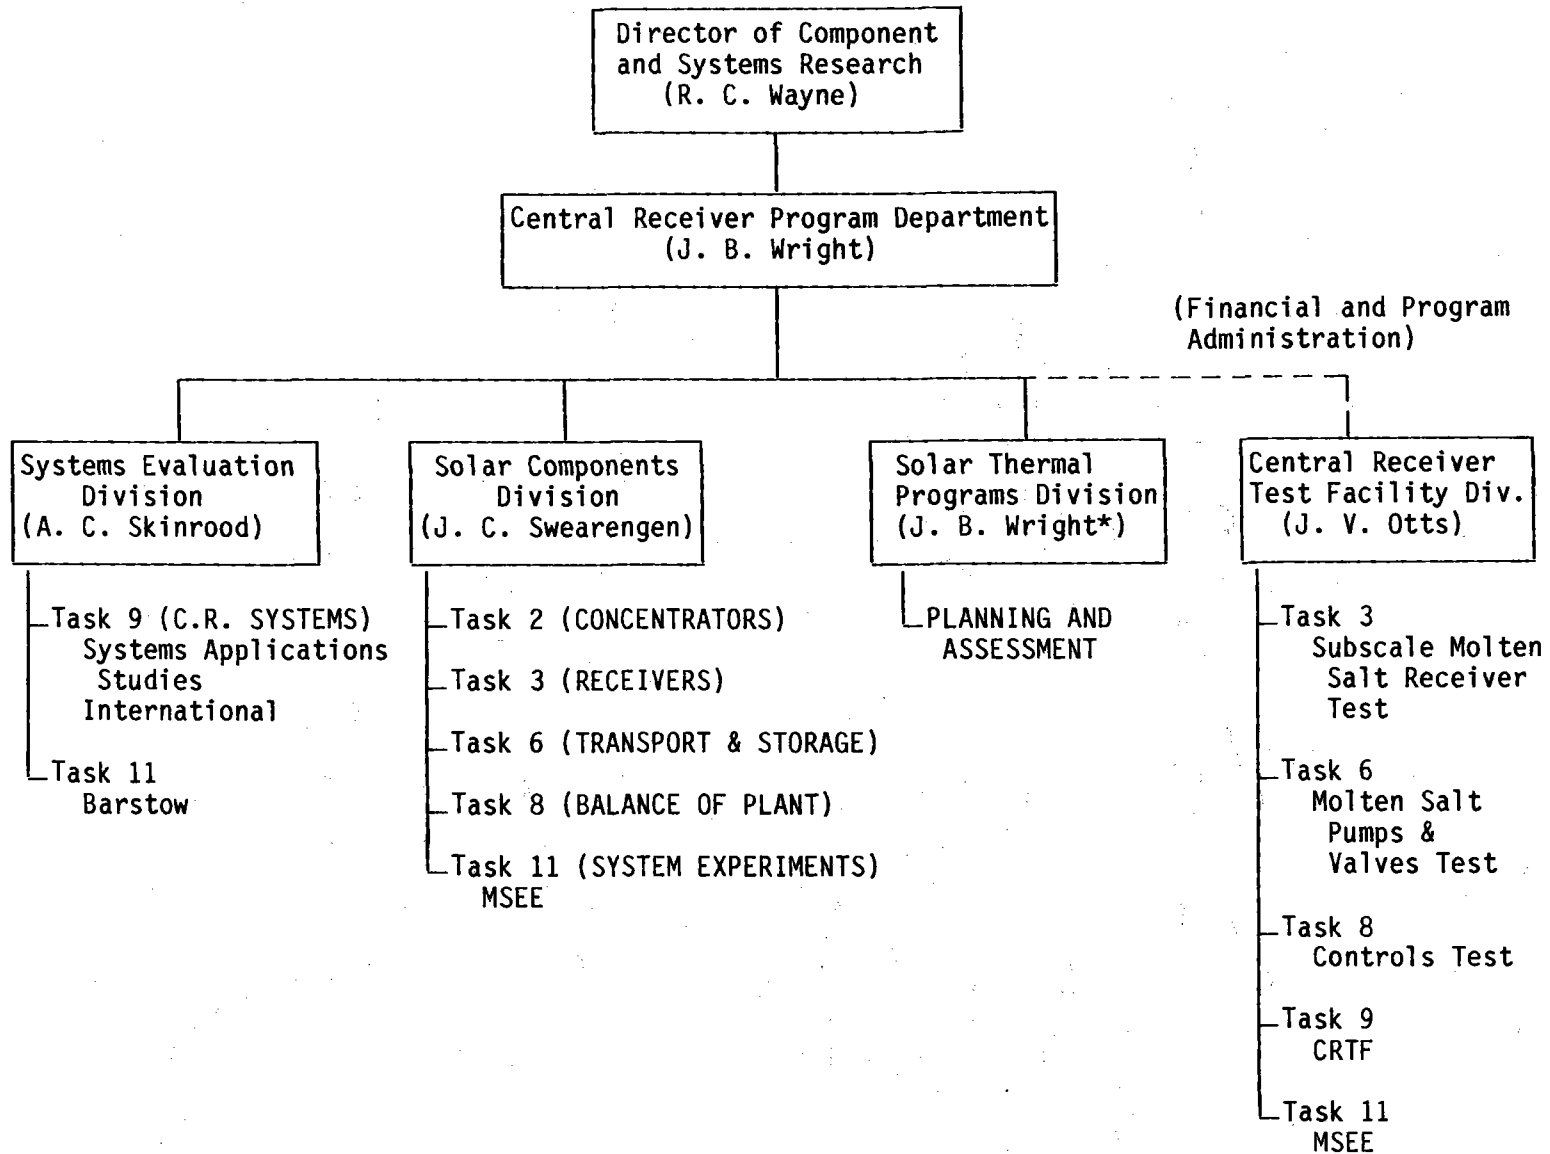 Director of Component
and Systems Research
(R. C. Wayne)
Central Receiver Program Department
(J. B. Wright)
(Financial and Program
Administration)
Systems Evaluation
Division
(A. C. Skinrood)
Task 9 (C.R. SYSTEMS)
Systems Applications
Studies
International
Task 11
Barstow
Solar Components
Division
(J. C. Swearengen)
Task 2 (CONCENTRATORS)
Task 3 (RECEIVERS)
Task 6 (TRANSPORT & STORAGE)
Task 8 (BALANCE OF PLANT)
Task 11 (SYSTEM EXPERIMENTS)
MSEE
Solar Thermal
Programs Division
(J. B. Wright*)
PLANNING AND
ASSESSMENT
Central Receiver
Test Facility Div.
(J. V. Otts)
Task 3
Subscale Molten
Salt Receiver
Test
Task 6
Molten Salt
Pumps &
Valves Test
Task 8
Controls Test
Task 9
CRTF
Task 11
MSEE